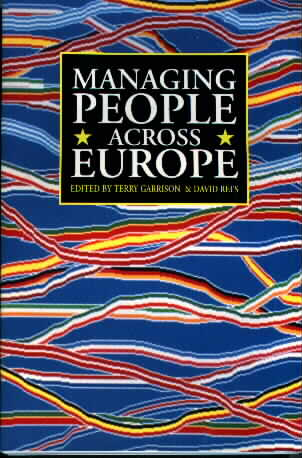 MANAGING
PEOPLE
ACROSS
EUROPE
EDITED BY TERRY GARRISON & DAVID REES